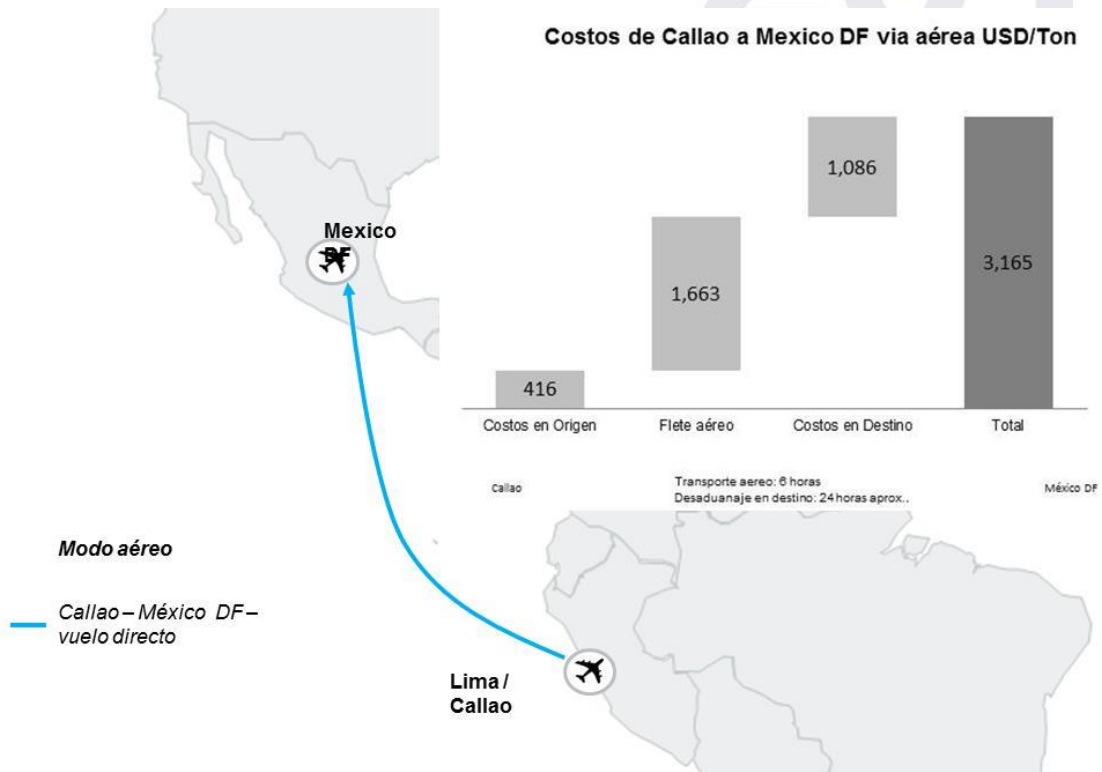 Costos de Callao a Mexico DF via aérea USD/Ton
1,086
3,165
1,663
416
Costos en Origen
Flete aéreo
Costos en Destino
Total
Callao
Transporte aereo: 6 horas
Desaduanaje en destino: 24 horas aprox..
México DF
Mexico
DF
Modo aéreo
Callao – México DF –
vuelo directo
Lima /
Callao